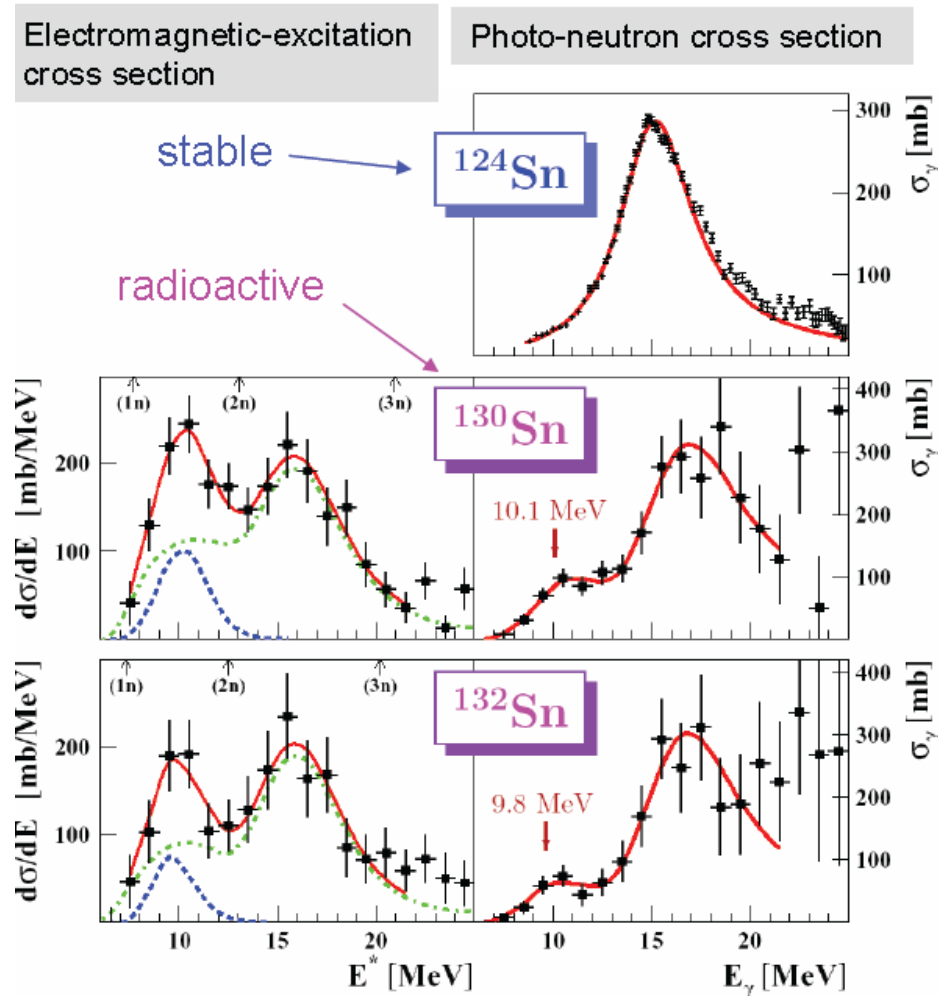 Electromagnetic-excitation
cross section
Photo-neutron cross section
stable
124Sn
radioactive
300
200
100
σγ [mb]
(1n)
(2n)
(3n)
130Sn
200
100
dσ/dE [mb/MeV]
10.1 MeV
400
300
200
100
σγ [mb]
(1n)
(2n)
(3n)
132Sn
200
100
dσ/dE [mb/MeV]
9.8 MeV
400
300
200
100
σγ [mb]
10 15 20
E* [MeV]
10 15 20
Eγ [MeV]